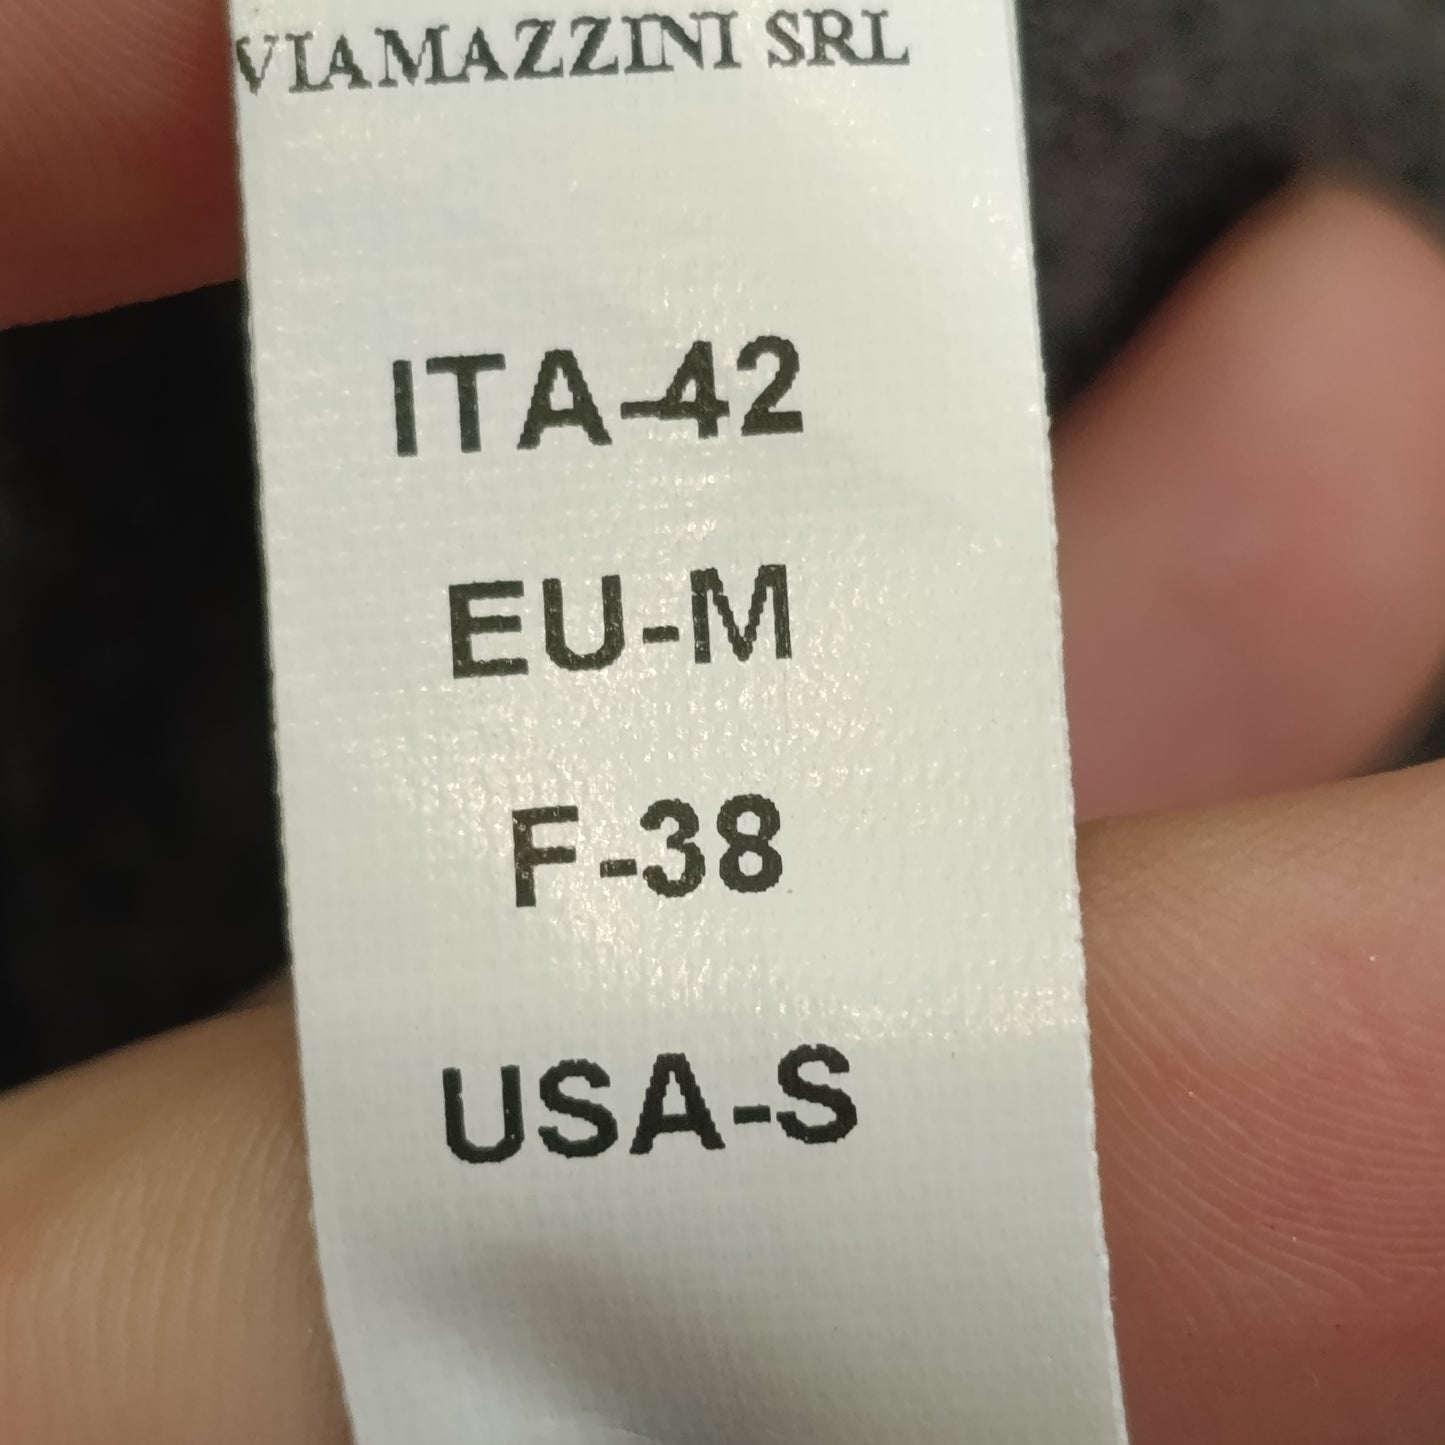 VIAMAZZINI SRL
ITA-42
EU-M
F-38
USA-S